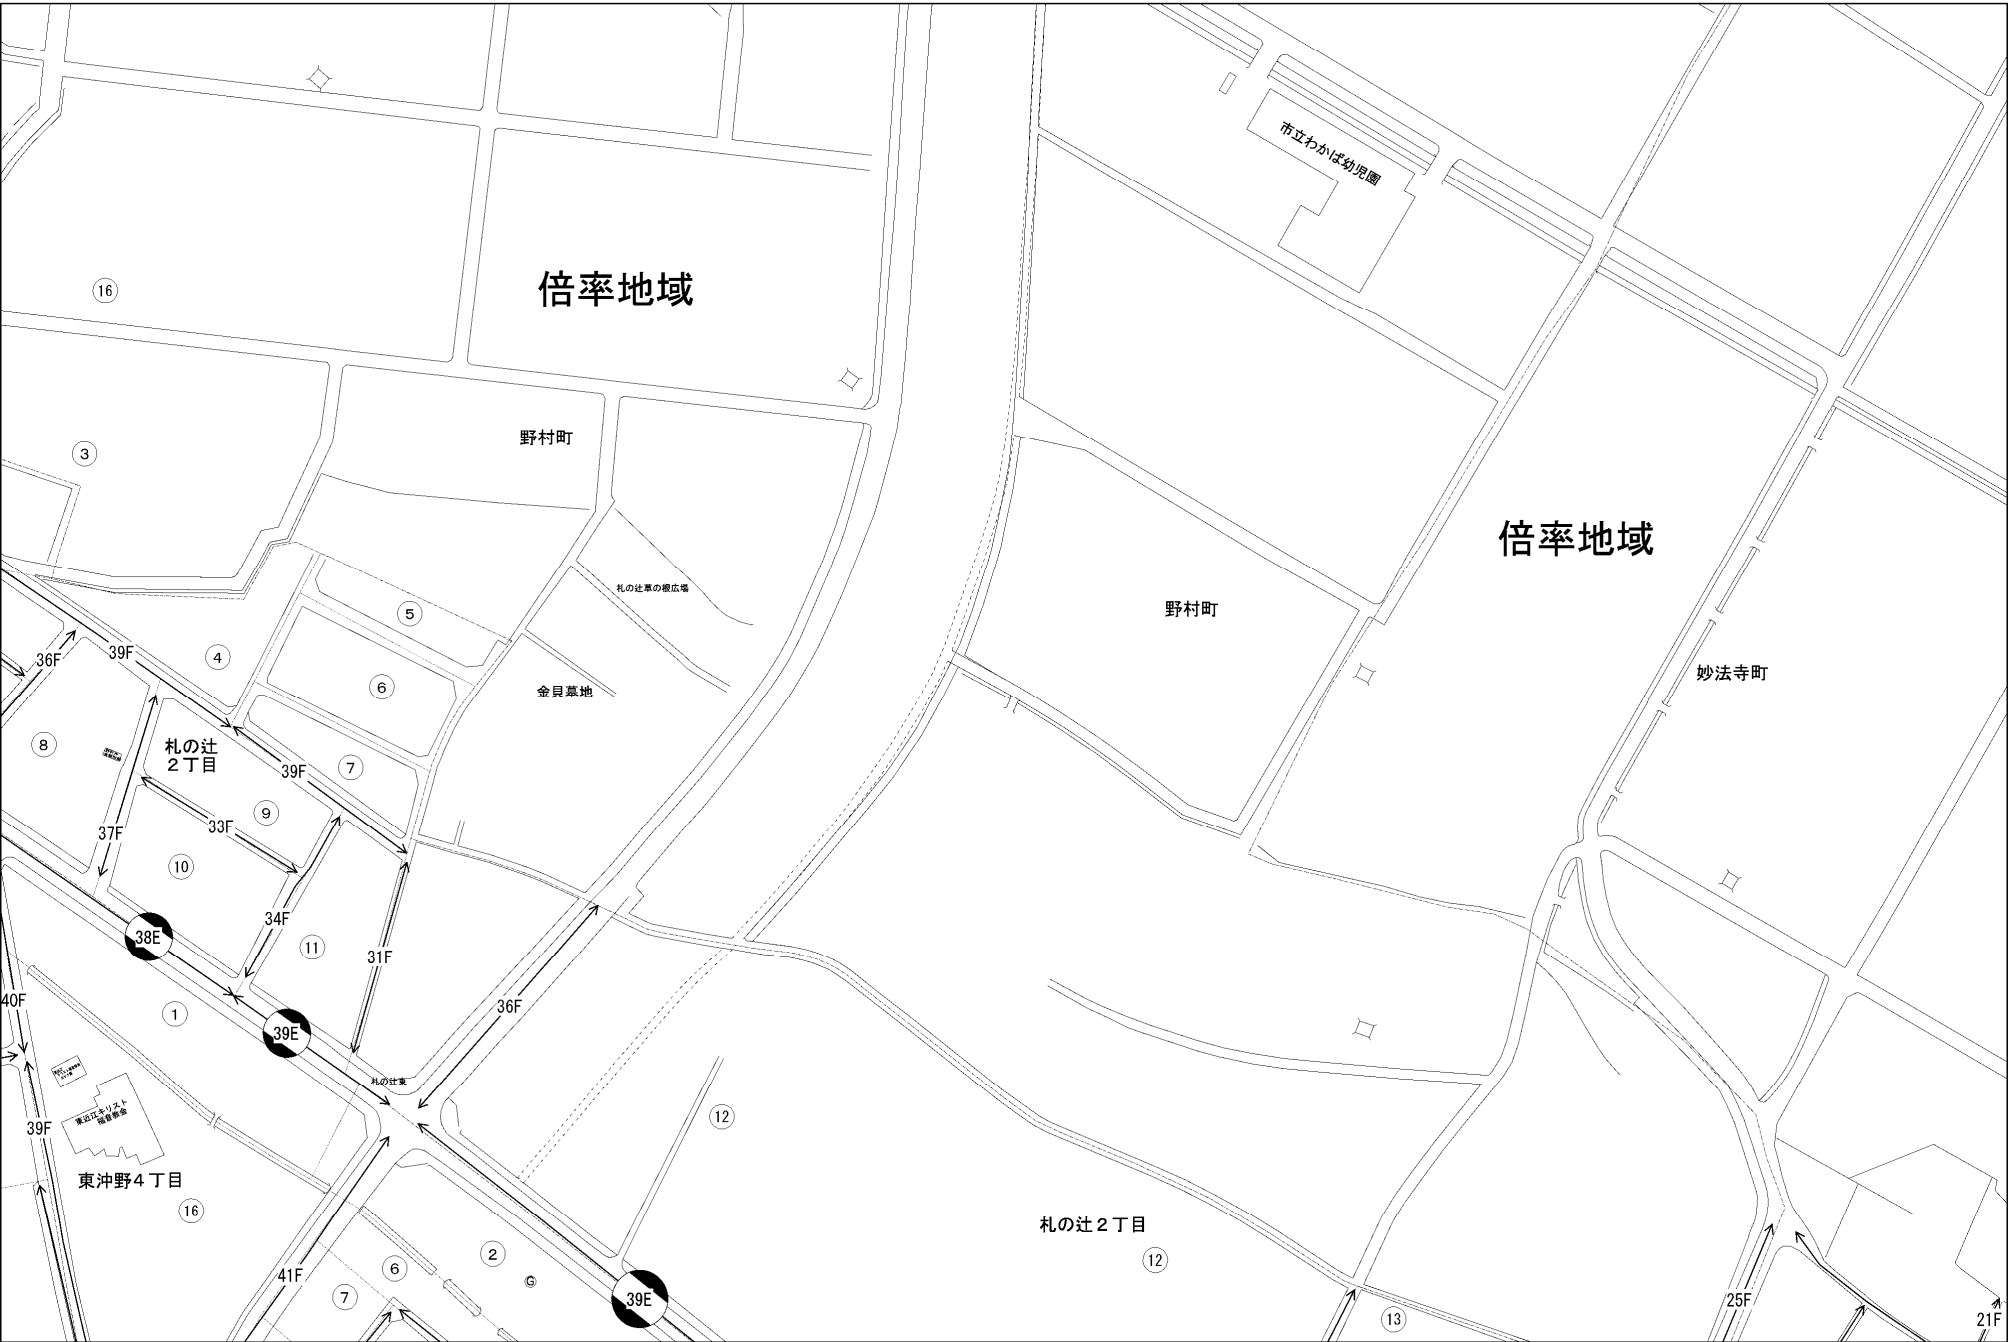 市立わかば幼児園
倍率地域
⑯
野村町
③
倍率地域
札の辻草の根広場
⑤
野村町
④
39F
36F
⑥
金貝墓地
妙法寺町
⑧
札の辻
2丁目
⑦
39F
⑨
33F
37F
⑩
34F
38E
⑪
31F
40F
36F
①
39E
札の辻東
東近江キリスト
福音教会
39F
⑫
東沖野4丁目
⑯
札の辻2丁目
②
⑫
⑥
41F
G
⑦
39E
25F
⑬
21F